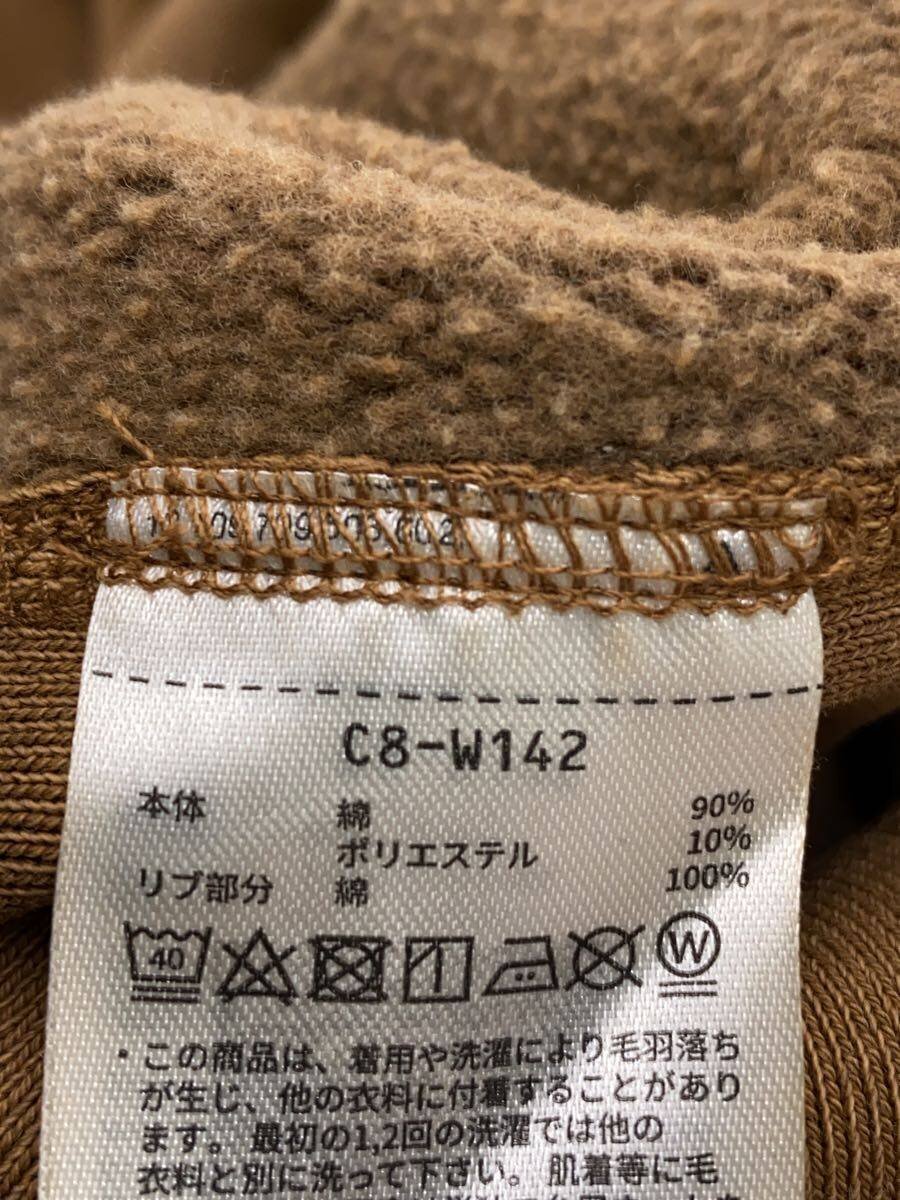 C8-W142
本体 綿 90%
ポリエステル 10%
リブ部分 綿 100%
40 W
・この商品は、着用や洗濯により毛羽落ち
が生じ、他の衣料に付着することがあり
ます。最初の1,2回の洗濯では他の
衣料と別に洗って下さい。肌着等に毛